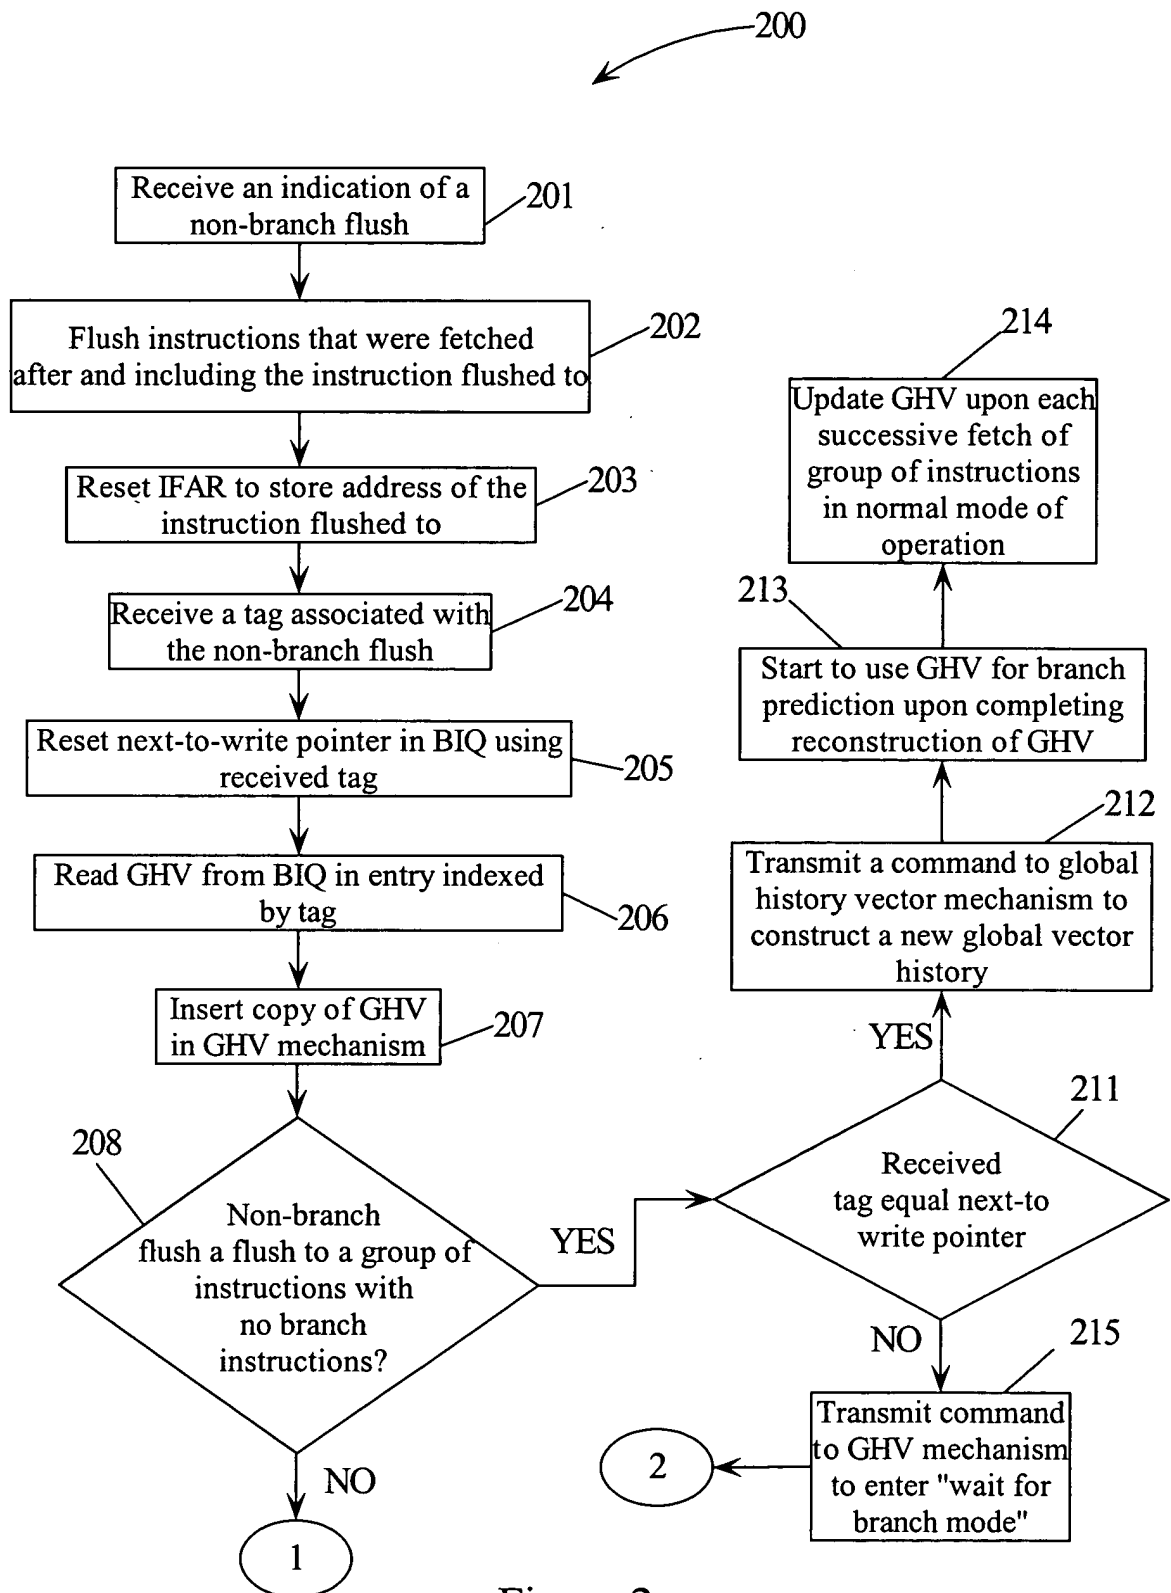 200
Receive an indication of a
non-branch flush
201
Flush instructions that were fetched
after and including the instruction flushed to
202
Reset IFAR to store address of the
instruction flushed to
203
Receive a tag associated with
the non-branch flush
204
Reset next-to-write pointer in BIQ using
received tag
205
Read GHV from BIQ in entry indexed
by tag
206
Insert copy of GHV
in GHV mechanism
207
208
Non-branch
flush a flush to a group of
instructions with
no branch
instructions?
YES
NO
1
211
Received
tag equal next-to
write pointer
YES
212
Transmit a command to global
history vector mechanism to
construct a new global vector
history
213
Start to use GHV for branch
prediction upon completing
reconstruction of GHV
214
Update GHV upon each
successive fetch of
group of instructions
in normal mode of
operation
NO
215
Transmit command
to GHV mechanism
to enter "wait for
branch mode"
2